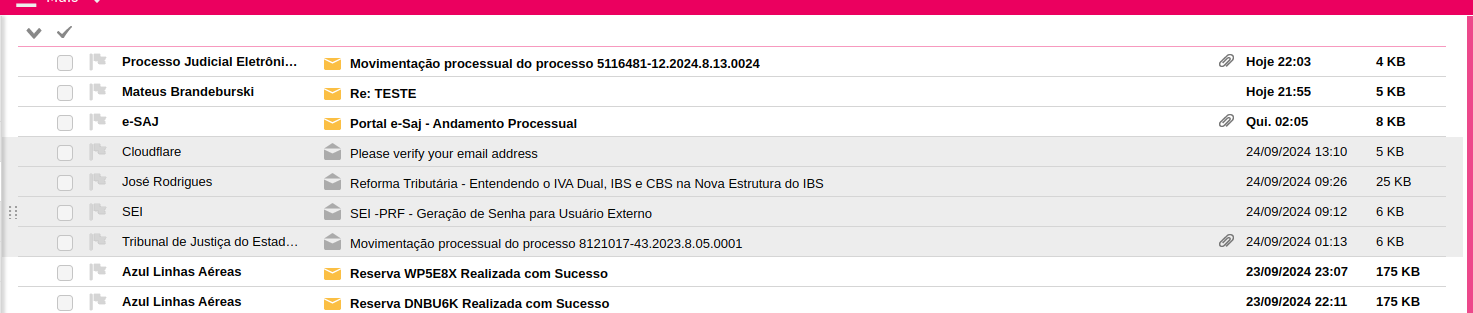 Processo Judicial Eletrôni... Movimentação processual do processo 5116481-12.2024.8.13.0024 Hoje 22:03 4 KB
Mateus Brandeburski Re: TESTE Hoje 21:55 5 KB
e-SAJ Portal e-Saj - Andamento Processual Qui. 02:05 8 KB
Cloudflare Please verify your email address 24/09/2024 13:10 5 KB
José Rodrigues Reforma Tributária - Entendendo o IVA Dual, IBS e CBS na Nova Estrutura do IBS 24/09/2024 09:26 25 KB
SEI SEI -PRF - Geração de Senha para Usuário Externo 24/09/2024 09:12 6 KB
Tribunal de Justiça do Estad... Movimentação processual do processo 8121017-43.2023.8.05.0001 24/09/2024 01:13 6 KB
Azul Linhas Aéreas Reserva WP5E8X Realizada com Sucesso 23/09/2024 23:07 175 KB
Azul Linhas Aéreas Reserva DNBU6K Realizada com Sucesso 23/09/2024 22:11 175 KB